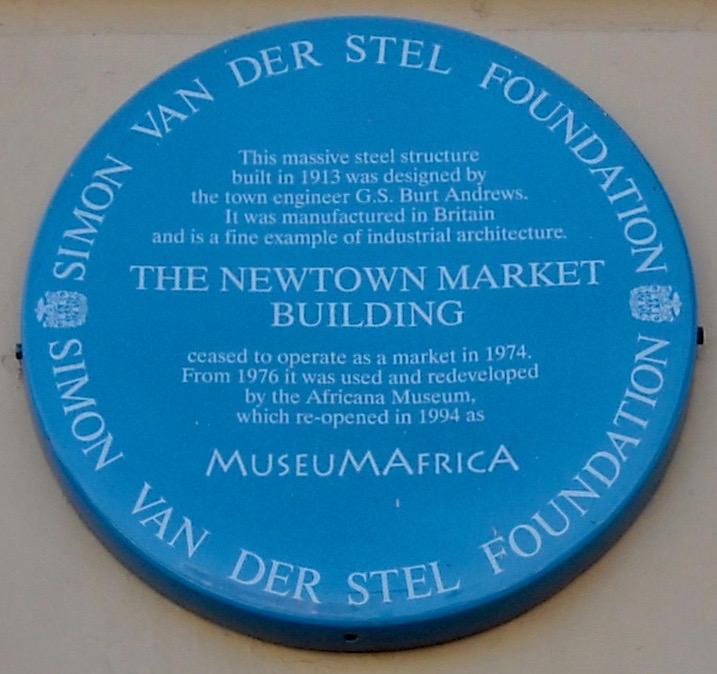 SIMON VAN DER STEL FOUNDATION
This massive steel structure
built in 1913 was designed by
the town engineer G.S. Burt Andrews.
It was manufactured in Britain
and is a fine example of industrial architecture.
THE NEWTOWN MARKET
BUILDING
ceased to operate as a market in 1974.
From 1976 it was used and redeveloped
by the Africana Museum,
which re-opened in 1994 as
MUSEUMAFRICA
SIMON VAN DER STEL FOUNDATION